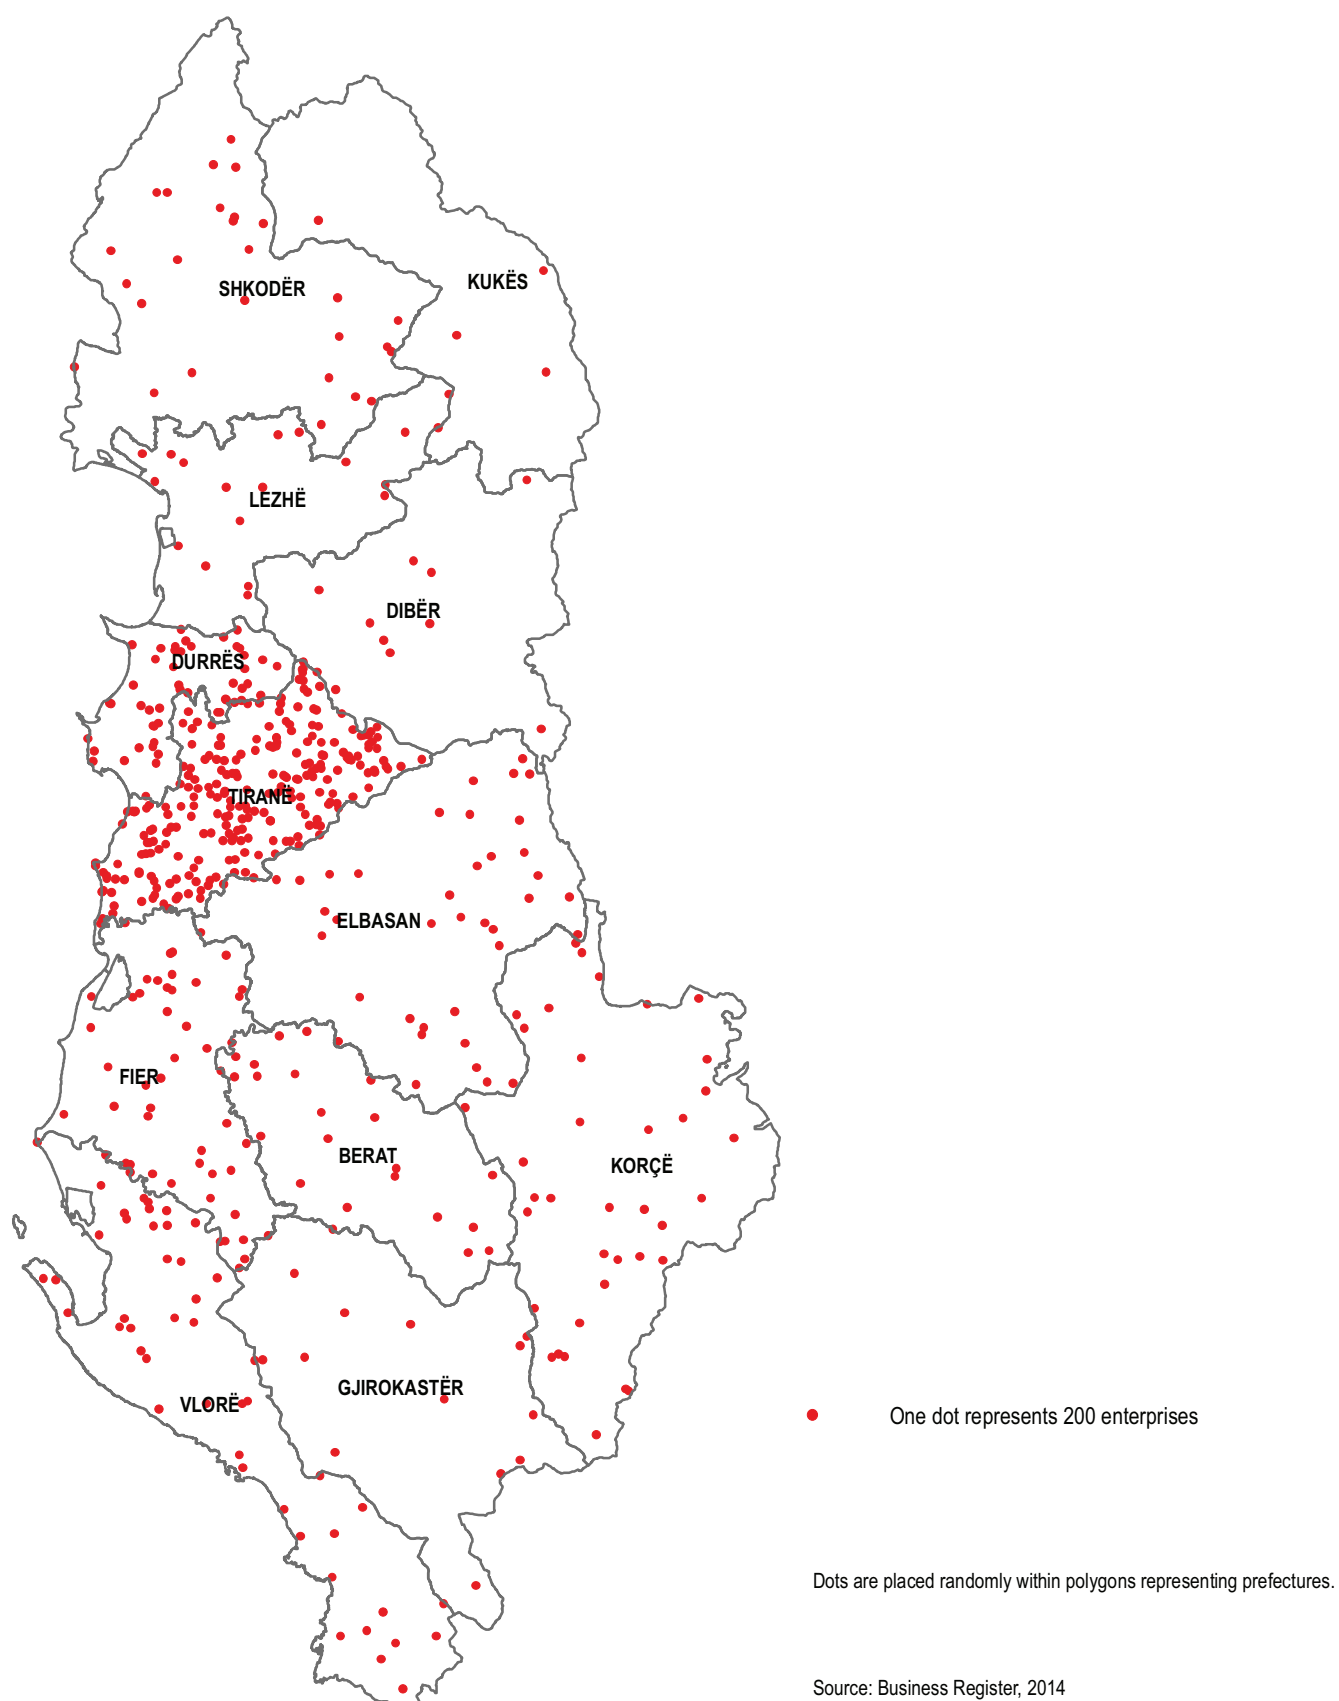 SHKODËR
KUKËS
LEZHË
DIBËR
DURRËS
TIRANË
ELBASAN
FIER
BERAT
KORÇË
GJIROKASTËR
VLORË
One dot represents 200 enterprises
Dots are placed randomly within polygons representing prefectures.
Source: Business Register, 2014